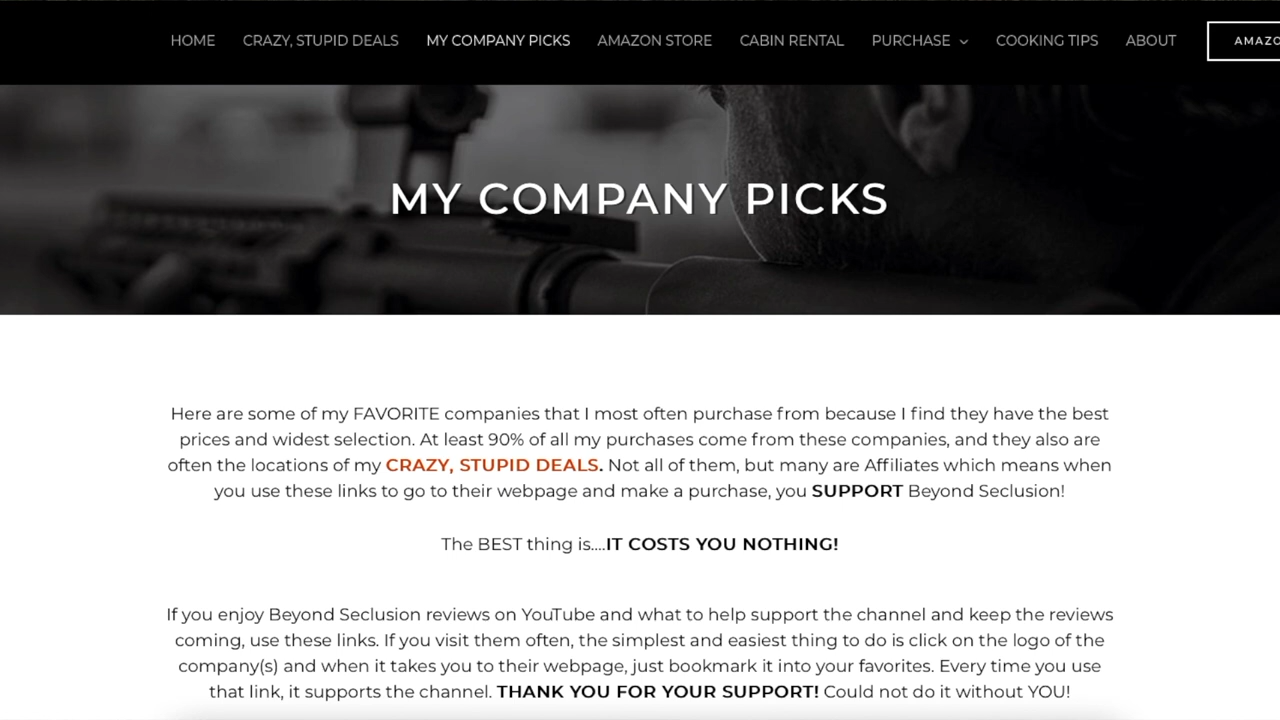 HOME CRAZY, STUPID DEALS MY COMPANY PICKS AMAZON STORE CABIN RENTAL PURCHASE COOKING TIPS ABOUT
MY COMPANY PICKS
Here are some of my FAVORITE companies that I most often purchase from because I find they have the best
prices and widest selection. At least 90% of all my purchases come from these companies, and they also are
often the locations of my CRAZY, STUPID DEALS. Not all of them, but many are Affiliates which means when
you use these links to go to their webpage and make a purchase, you SUPPORT Beyond Seclusion!
The BEST thing is....IT COSTS YOU NOTHING!
If you enjoy Beyond Seclusion reviews on YouTube and what to help support the channel and keep the reviews
coming, use these links. If you visit them often, the simplest and easiest thing to do is click on the logo of the
company(s) and when it takes you to their webpage, just bookmark it into your favorites. Every time you use
that link, it supports the channel. THANK YOU FOR YOUR SUPPORT! Could not do it without YOU!